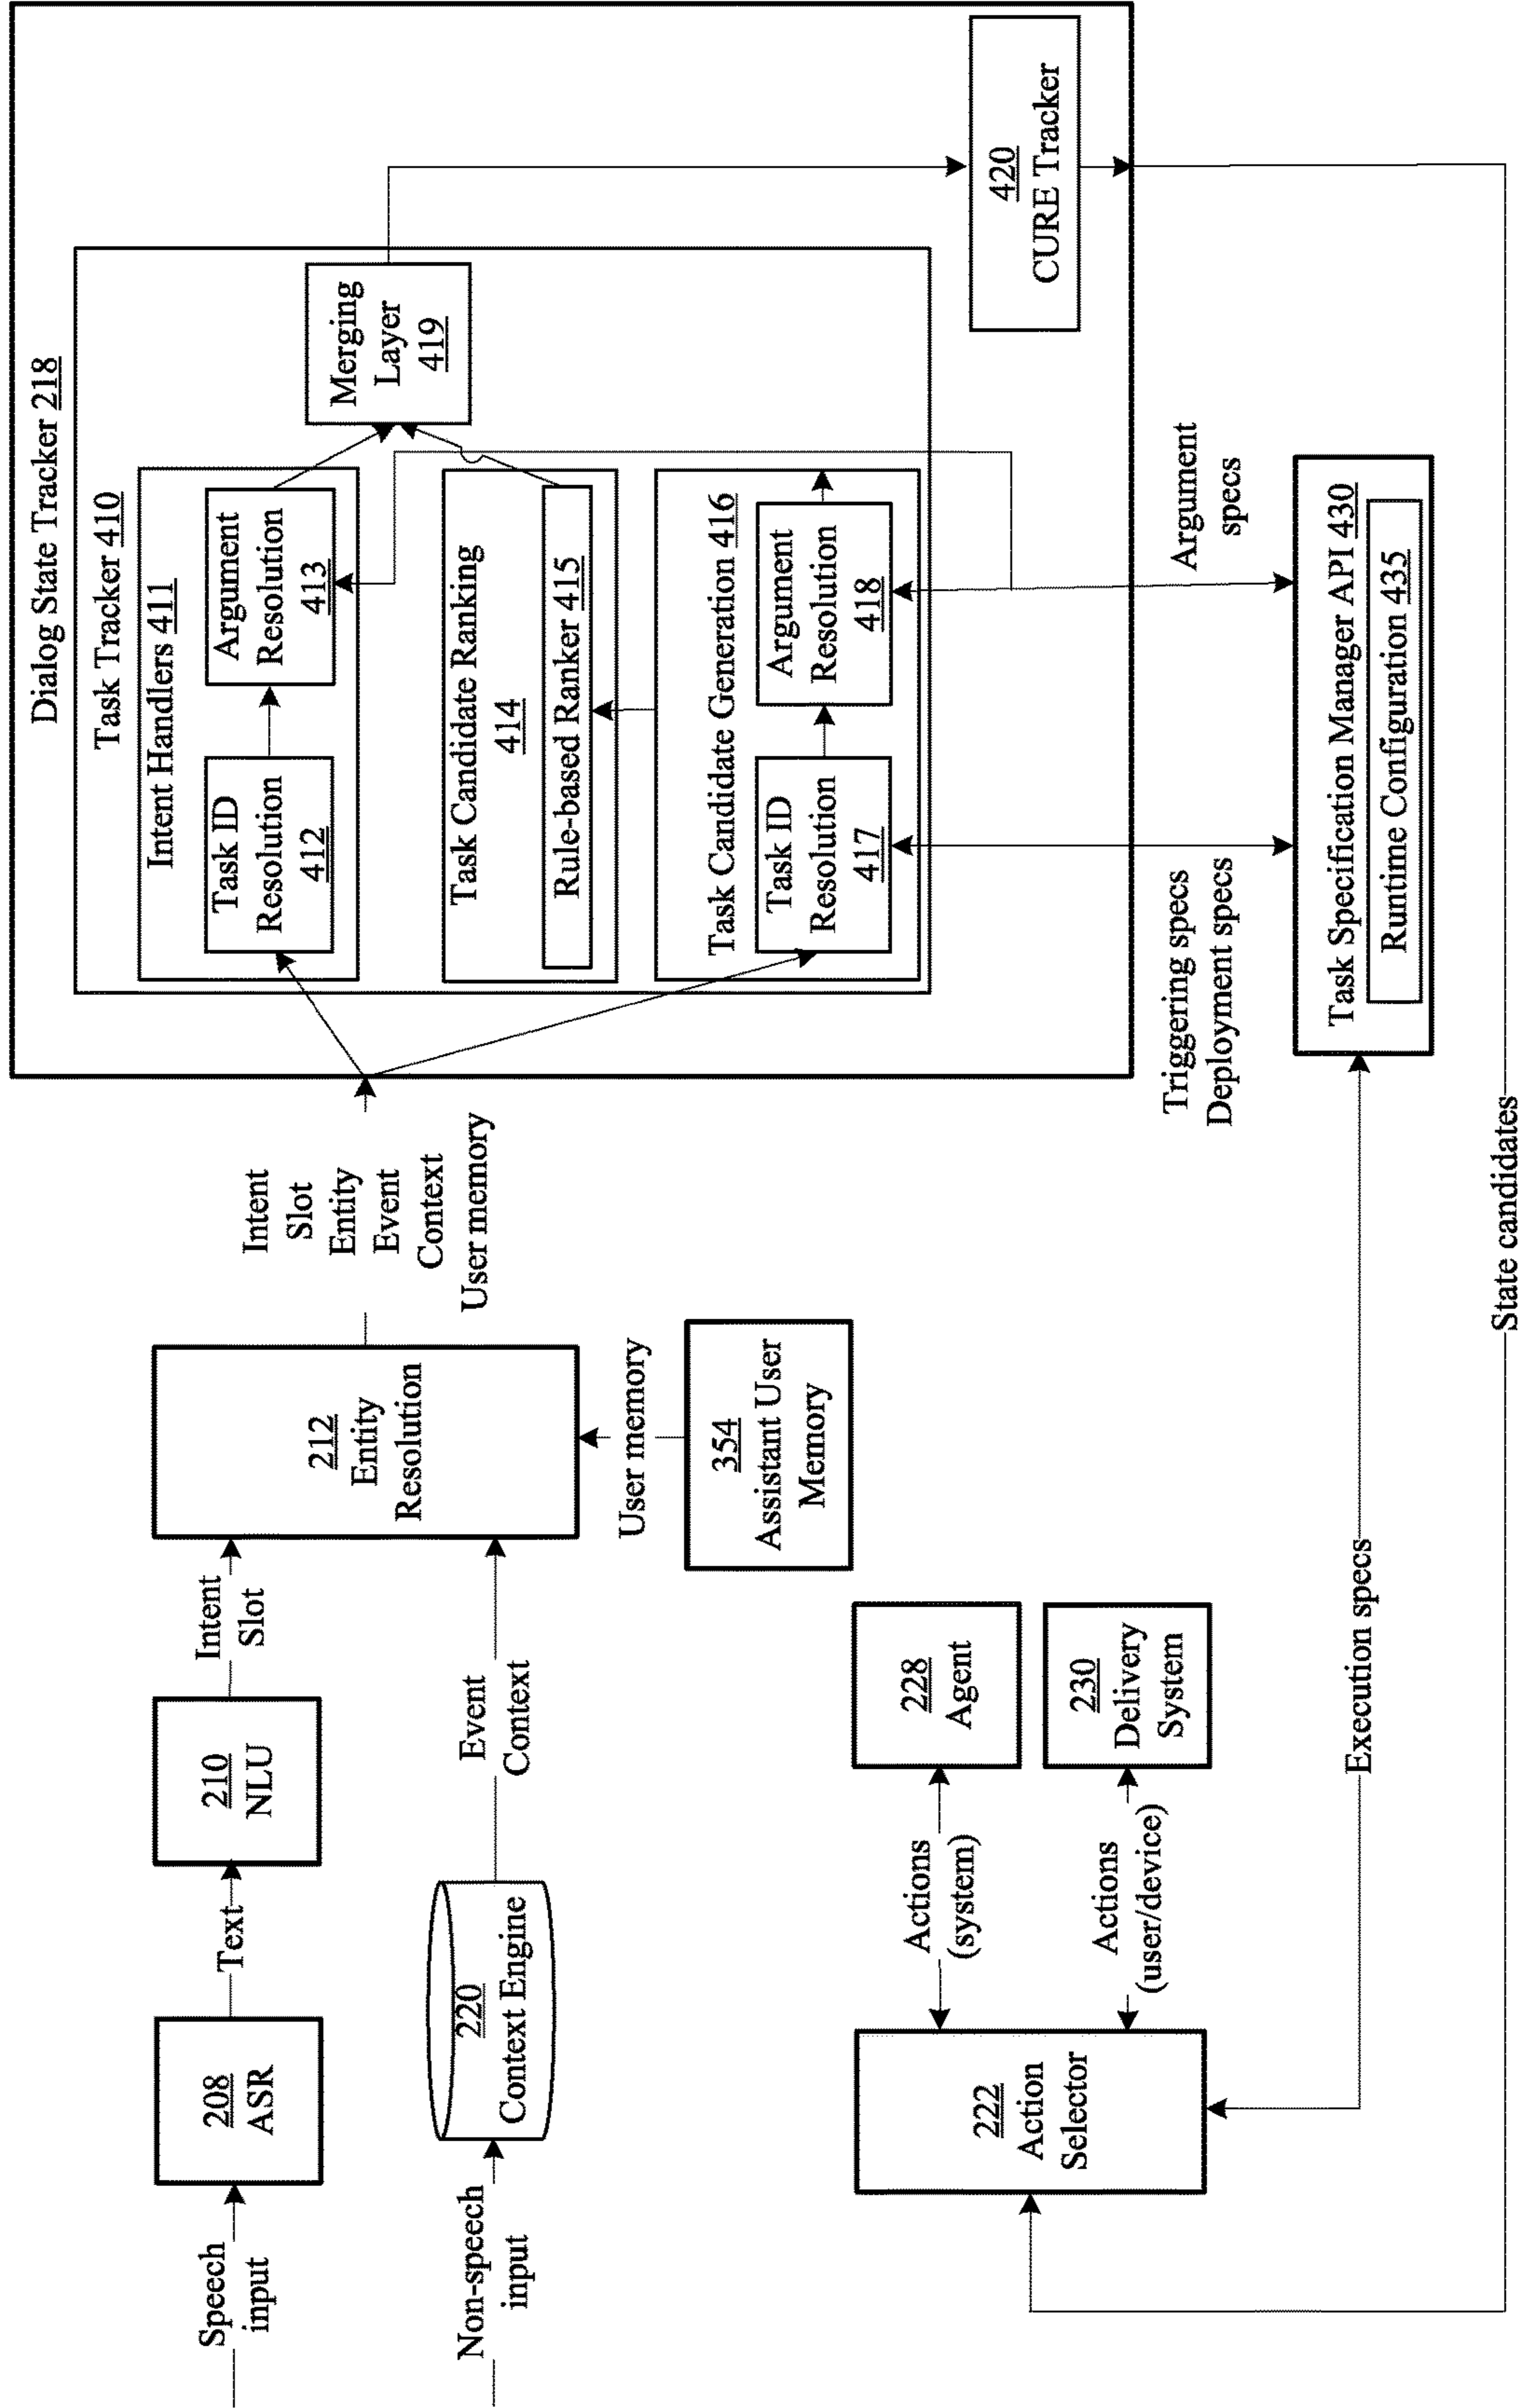 Speech
input
208
ASR
Text
210
NLU
Intent
Slot
Non-speech
input
220
Context Engine
Event
Context
212
Entity
Resolution
User memory
354
Assistant User
Memory
Intent
Slot
Entity
Event
Context
User memory
Dialog State Tracker 218
Task Tracker 410
Intent Handlers 411
Task ID
Resolution
412
Argument
Resolution
413
Task Candidate Ranking
414
Rule-based Ranker 415
Task Candidate Generation 416
Task ID
Resolution
417
Argument
Resolution
418
Merging
Layer
419
420
CURE Tracker
Triggering specs
Deployment specs
Argument
specs
Task Specification Manager API 430
Runtime Configuration 435
222
Action
Selector
Actions
(system)
228
Agent
Actions
(user/device)
230
Delivery
System
Execution specs
State candidates